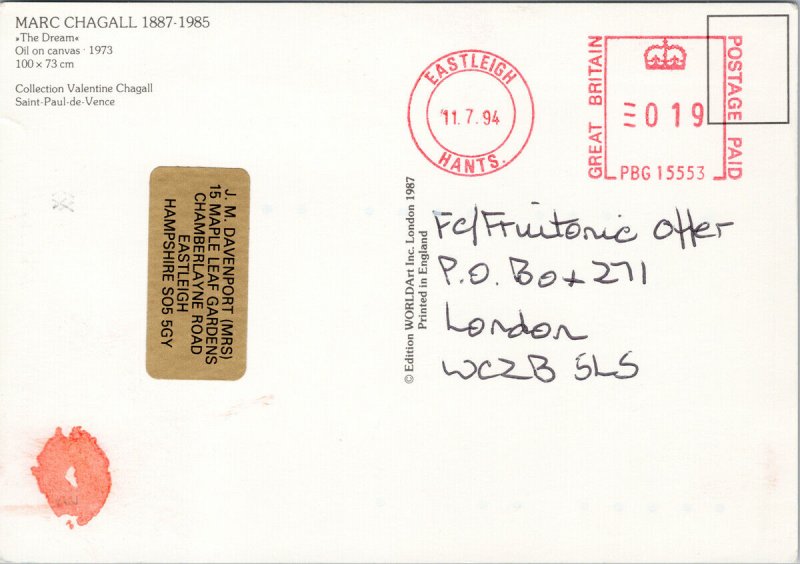 MARC CHAGALL 1887-1985
»The Dream«
Oil on canvas · 1973
100 × 73 cm
Collection Valentine Chagall
Saint-Paul-de-Vence
EASTLEIGH
11.7.94
HANTS.
GREAT BRITAIN
019
POSTAGE PAID
PBG 15553
J. M. DAVENPORT (MRS)
15 MAPLE LEAF GARDENS
CHAMBERLAYNE ROAD
EASTLEIGH
HAMPSHIRE SO5 5GY
© Edition WORLDArt Inc. London 1987
Printed in England
FC/Fruitonic Offer
P.O. Box 271
London
WC2B 5LS